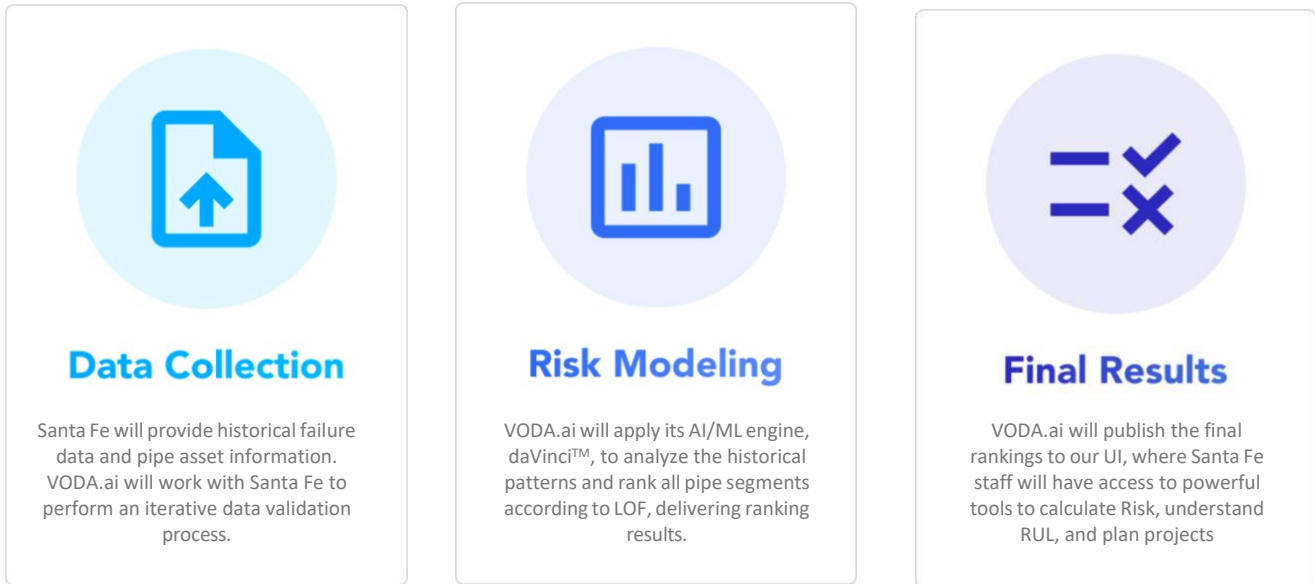 Data Collection
Santa Fe will provide historical failure
data and pipe asset information.
VODA.ai will work with Santa Fe to
perform an iterative data validation
process.
Risk Modeling
VODA.ai will apply its AI/ML engine,
daVinci™, to analyze the historical
patterns and rank all pipe segments
according to LOF, delivering ranking
results.
Final Results
VODA.ai will publish the final
rankings to our UI, where Santa Fe
staff will have access to powerful
tools to calculate Risk, understand
RUL, and plan projects